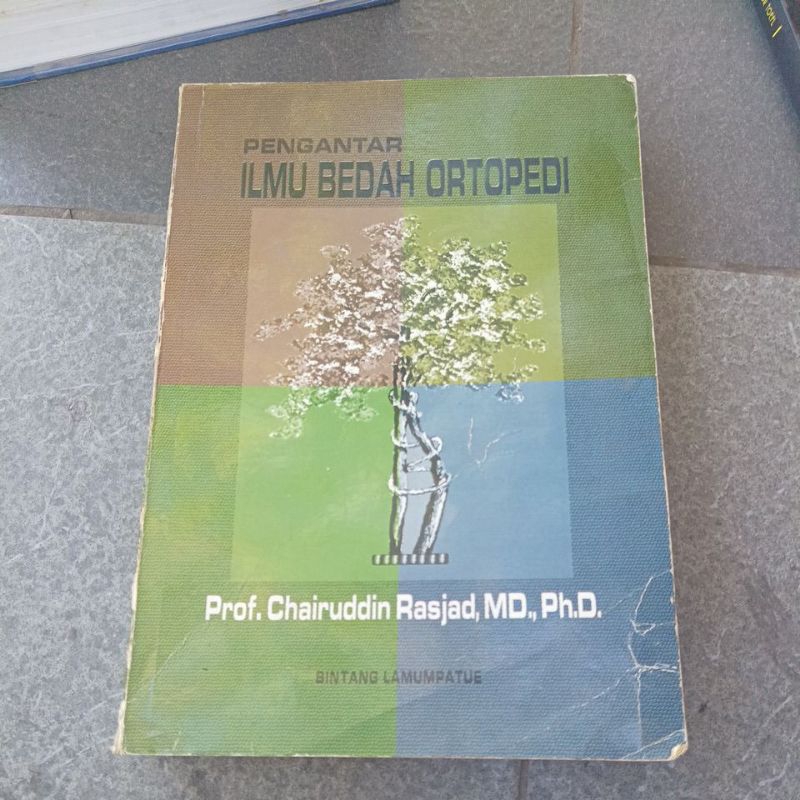 PENGANTAR
ILMU BEDAH ORTOPEDI
Prof. Chairuddin Rasjad, MD., Ph.D.
BINTANG LAMUMPATUE